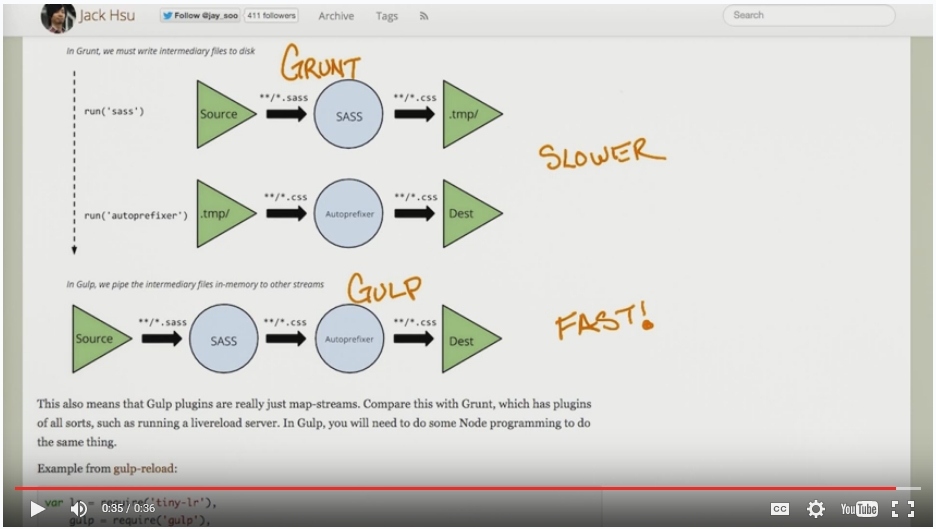 Jack Hsu Follow @jay_soo 411 followers Archive Tags Search
In Grunt, we must write intermediary files to disk
GRUNT
run('sass') Source **/*.sass SASS **/*.css .tmp/
SLOWER
run('autoprefixer') .tmp/ **/*.css Autoprefixer **/*.css Dest
In Gulp, we pipe the intermediary files in-memory to other streams
GULP
Source **/*.sass SASS **/*.css Autoprefixer **/*.css Dest
FAST!
This also means that Gulp plugins are really just map-streams. Compare this with Grunt, which has plugins
of all sorts, such as running a livereload server. In Gulp, you will need to do some Node programming to do
the same thing.
Example from gulp-reload:
var lr = require('tiny-lr'),
0:35 / 0:36 CC YouTube
gulp = require('gulp'),